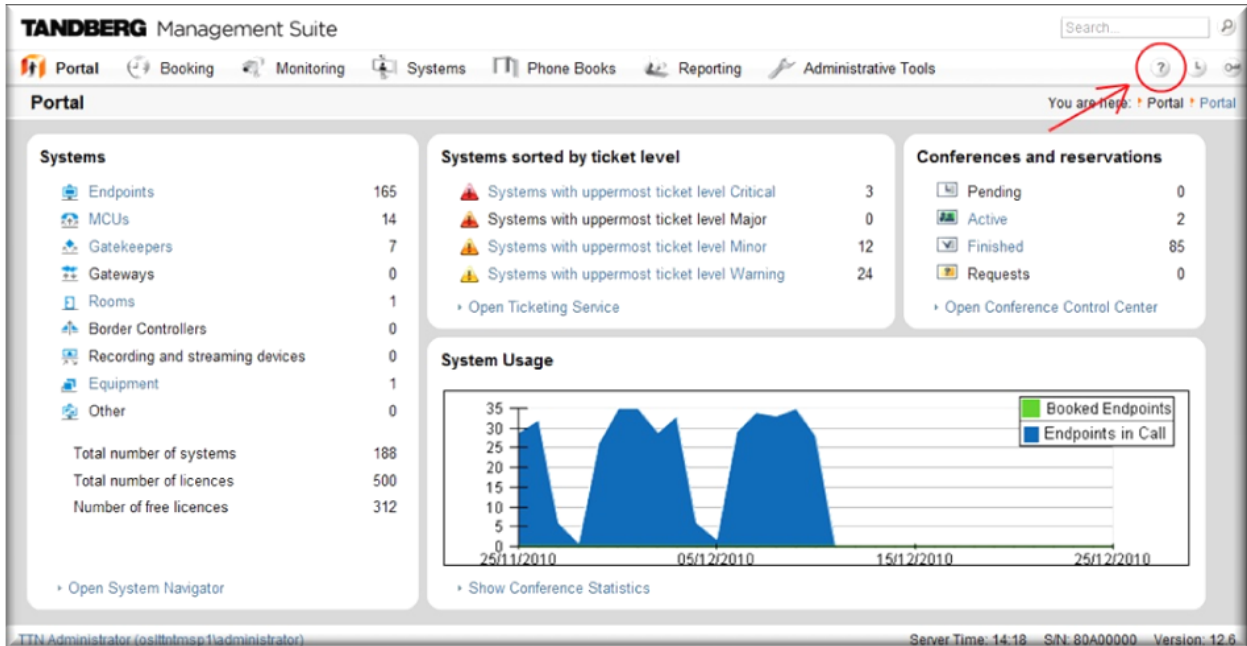 TANDBERG Management Suite
Search...
Portal Booking Monitoring Systems Phone Books Reporting Administrative Tools
?
Portal
You are here: Portal Portal
Systems
Endpoints 165
MCUs 14
Gatekeepers 7
Gateways 0
Rooms 1
Border Controllers 0
Recording and streaming devices 0
Equipment 1
Other 0
Total number of systems 188
Total number of licences 500
Number of free licences 312
Open System Navigator
Systems sorted by ticket level
Systems with uppermost ticket level Critical 3
Systems with uppermost ticket level Major 0
Systems with uppermost ticket level Minor 12
Systems with uppermost ticket level Warning 24
Open Ticketing Service
Conferences and reservations
Pending 0
Active 2
Finished 85
Requests 0
Open Conference Control Center
System Usage
35
30
25
20
15
10
5
0
25/11/2010 05/12/2010 15/12/2010 25/12/2010
Booked Endpoints
Endpoints in Call
Show Conference Statistics
TTN Administrator (oslttntmsp1\administrator)
Server Time: 14:18 S/N: 80A00000 Version: 12.6